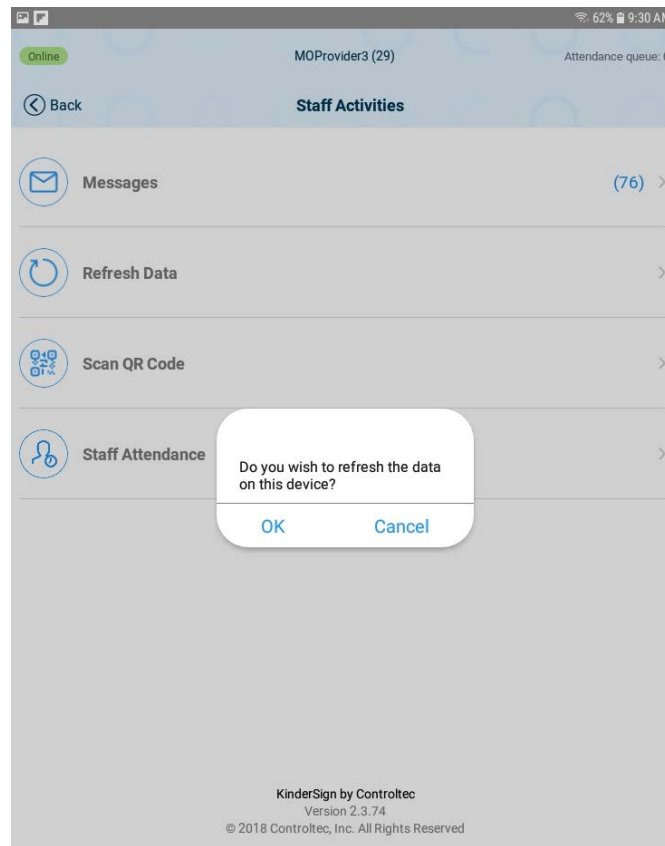 62% 9:30 AM
Online MOProvider3 (29) Attendance queue:
Back Staff Activities
Messages (76)
Refresh Data
Scan QR Code
Staff Attendance
Do you wish to refresh the data
on this device?
OK Cancel
KinderSign by Controltec
Version 2.3.74
© 2018 Controltec, Inc. All Rights Reserved